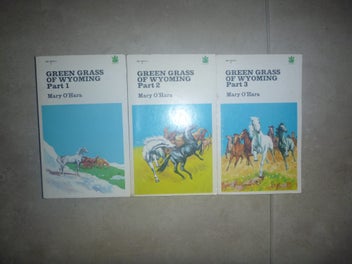 GREEN GRASS
OF WYOMING
Part 1
Mary O'Hara
GREEN GRASS
OF WYOMING
Part 2
Mary O'Hara
GREEN GRASS
OF WYOMING
Part 3
Mary O'Hara